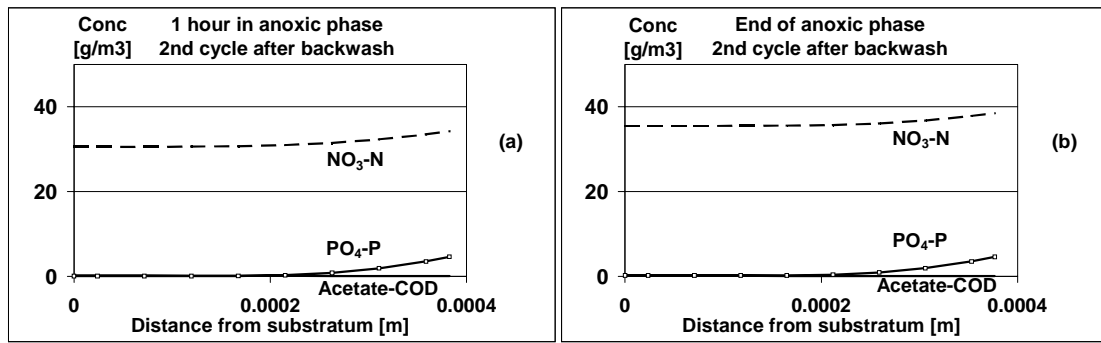 Conc
[g/m3]
1 hour in anoxic phase
2nd cycle after backwash
40
20
0
NO₃-N
PO₄-P
Acetate-COD
(a)
0
0.0002
0.0004
Distance from substratum [m]
Conc
[g/m3]
End of anoxic phase
2nd cycle after backwash
40
20
0
NO₃-N
PO₄-P
Acetate-COD
(b)
0
0.0002
0.0004
Distance from substratum [m]